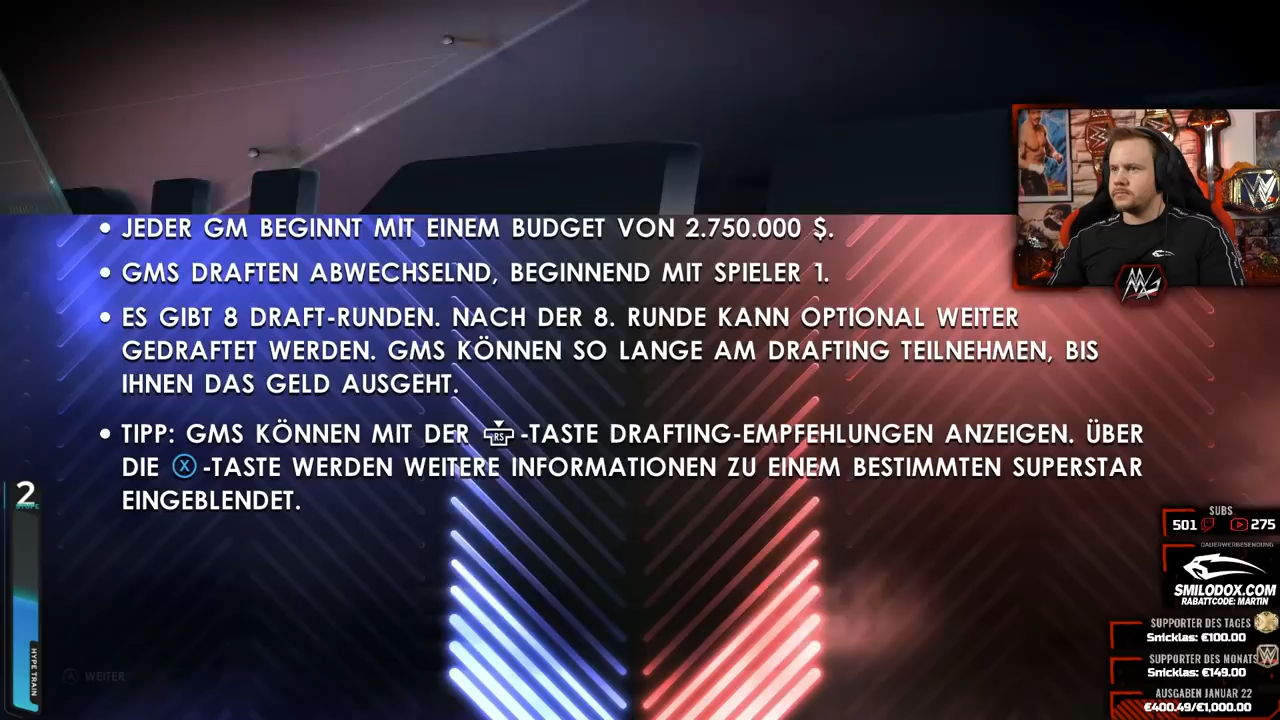 • JEDER GM BEGINNT MIT EINEM BUDGET VON 2.750.000 $.
• GMS DRAFTEN ABWECHSELND, BEGINNEND MIT SPIELER 1.
• ES GIBT 8 DRAFT-RUNDEN. NACH DER 8. RUNDE KANN OPTIONAL WEITER
GEDRAFTET WERDEN. GMS KÖNNEN SO LANGE AM DRAFTING TEILNEHMEN, BIS
IHNEN DAS GELD AUSGEHT.
• TIPP: GMS KÖNNEN MIT DER RS-TASTE DRAFTING-EMPFEHLUNGEN ANZEIGEN. ÜBER
DIE X-TASTE WERDEN WEITERE INFORMATIONEN ZU EINEM BESTIMMTEN SUPERSTAR
EINGEBLENDET.
2
STUFE
HYPE TRAIN
A WEITER
SUBS
501 275
DAUERWERBESENDUNG
SMILODOX.COM
RABATTCODE: MARTIN
SUPPORTER DES TAGES
Snicklas: €100.00
SUPPORTER DES MONATS
Snicklas: €149.00
AUSGABEN JANUAR 22
€400.49/€1,000.00